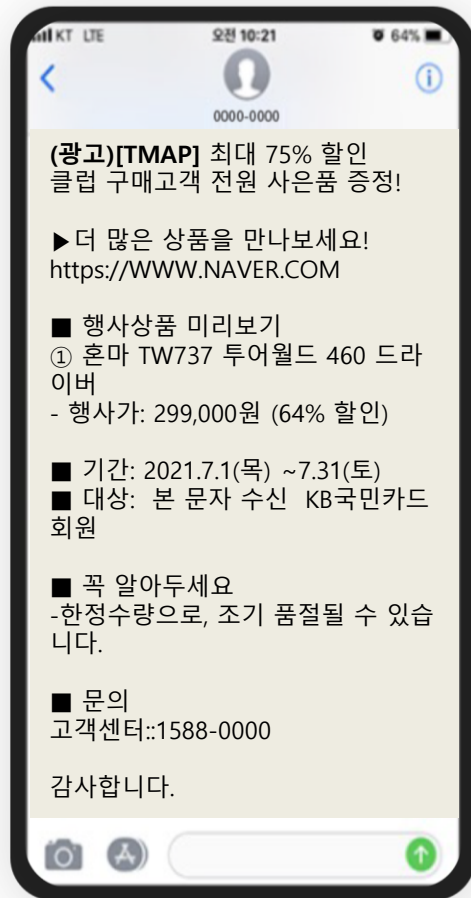 KT LTE 오전 10:21 64%
0000-0000
(광고)[TMAP] 최대 75% 할인
클럽 구매고객 전원 사은품 증정!
▶더 많은 상품을 만나보세요!
https://WWW.NAVER.COM
■ 행사상품 미리보기
① 혼마 TW737 투어월드 460 드라
이버
- 행사가: 299,000원 (64% 할인)
■ 기간: 2021.7.1(목) ~7.31(토)
■ 대상: 본 문자 수신 KB국민카드
회원
■ 꼭 알아두세요
-한정수량으로, 조기 품절될 수 있습
니다.
■ 문의
고객센터::1588-0000
감사합니다.